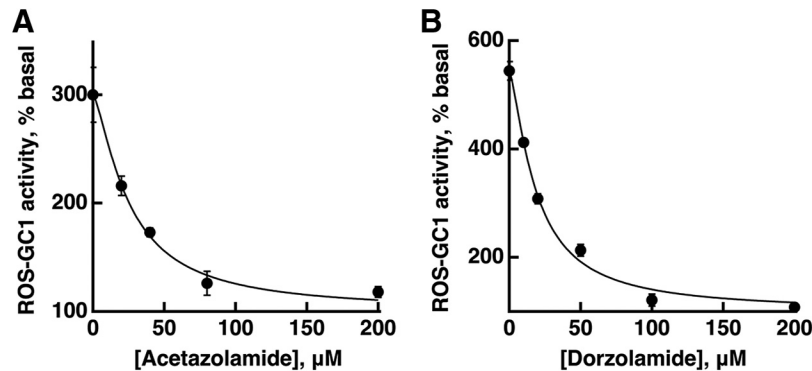 A
ROS-GC1 activity, % basal
300
200
100
0
50
100
150
200
[Acetazolamide], µM
B
ROS-GC1 activity, % basal
600
400
200
0
50
100
150
200
[Dorzolamide], µM